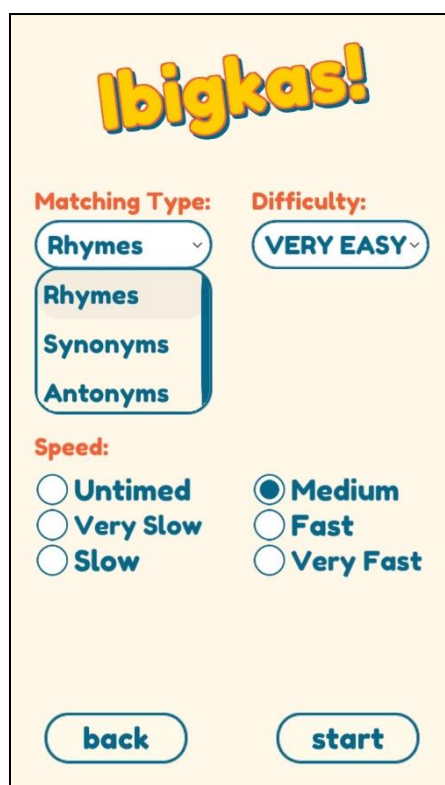 Ibigkas!
Matching Type: Difficulty:
Rhymes VERY EASY
Rhymes
Synonyms
Antonyms
Speed:
Untimed Medium
Very Slow Fast
Slow Very Fast
back start